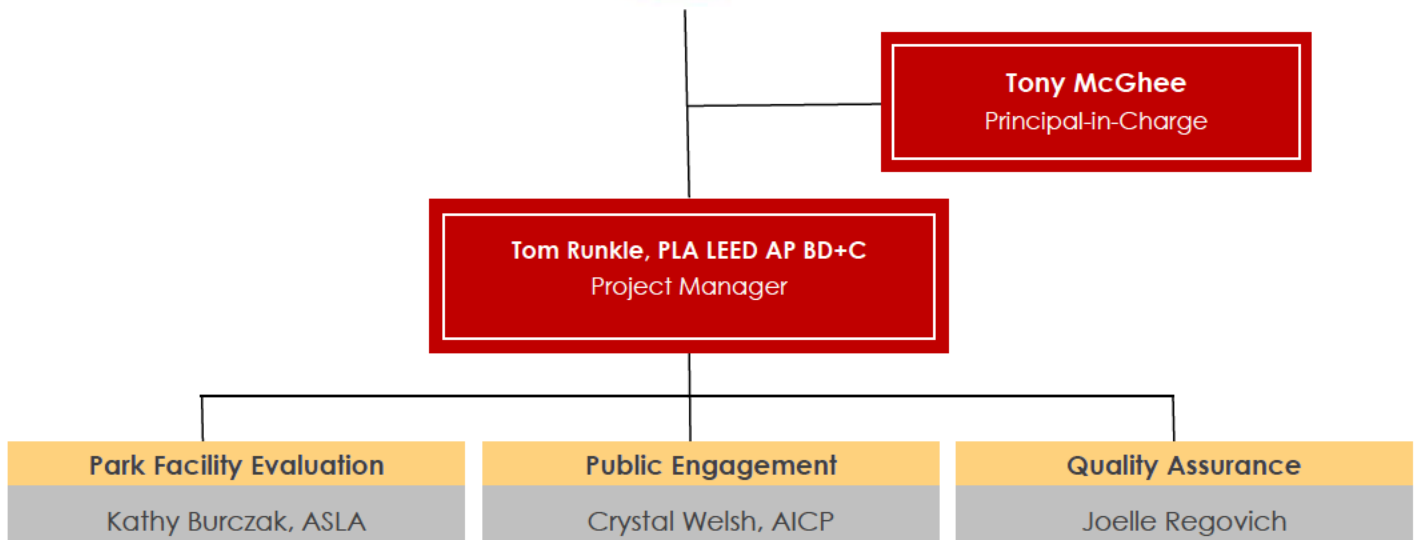 Tony McGhee
Principal-in-Charge
Tom Runkle, PLA LEED AP BD+C
Project Manager
Park Facility Evaluation
Public Engagement
Quality Assurance
Kathy Burczak, ASLA
Crystal Welsh, AICP
Joelle Regovich